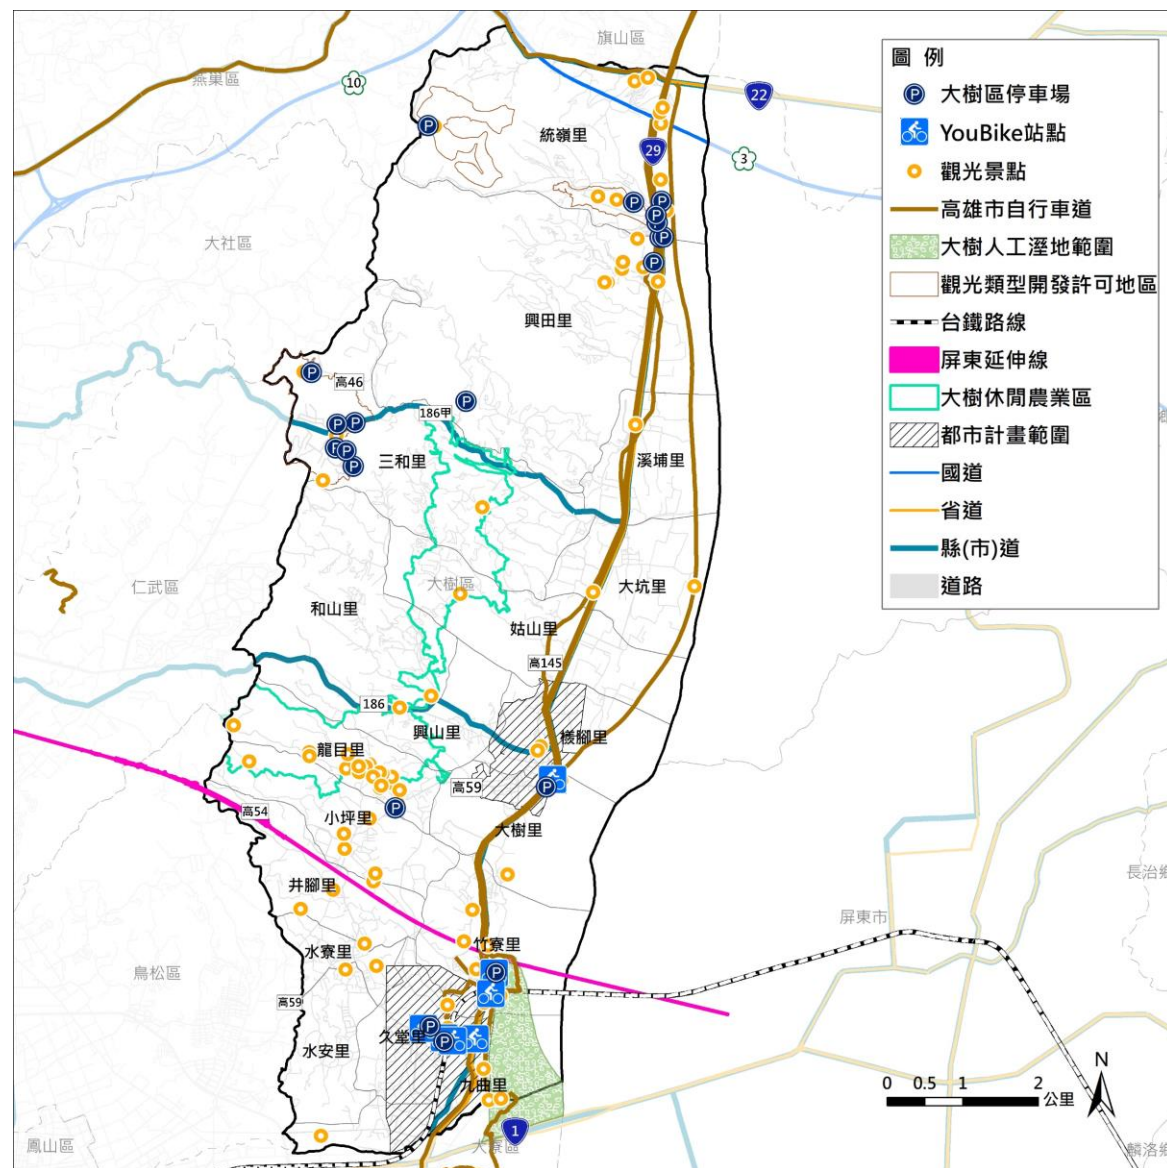 旗山區
燕巢區
10
22
統嶺里
29
3
大社區
興田里
高46
186甲
三和里
溪埔里
仁武區
大樹區
大坑里
和山里
姑山里
高145
186
興山里
檨腳里
龍目里
高59
高54
小坪里
大樹里
井腳里
長治鄉
屏東市
水寮里
竹寮里
鳥松區
高59
久堂里
水安里
九曲里
1
大寮區
鳳山區
麟洛鄉
圖 例
P 大樹區停車場
YouBike站點
觀光景點
高雄市自行車道
大樹人工溼地範圍
觀光類型開發許可地區
台鐵路線
屏東延伸線
大樹休閒農業區
都市計畫範圍
國道
省道
縣(市)道
道路
N
0 0.5 1 2
公里